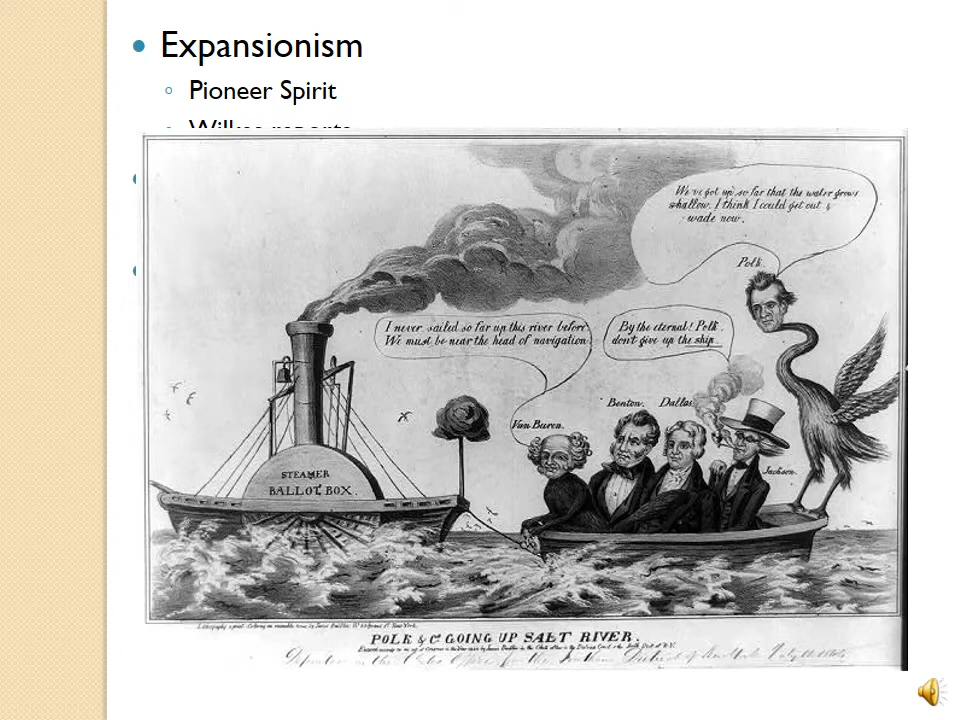 Expansionism
Pioneer Spirit
Wilkes reports
We've got up so far that the water grows
shallow. I think I could get out &
wade now.
Polk.
I never sailed so far up this river before.
We must be near the head of navigation.
By the eternal! Polk.
don't give up the ship.
Van Buren.
Benton.
Dallas.
Jackson.
STEAMER
BALLOT BOX.
POLK & Co. GOING UP SALT RIVER.